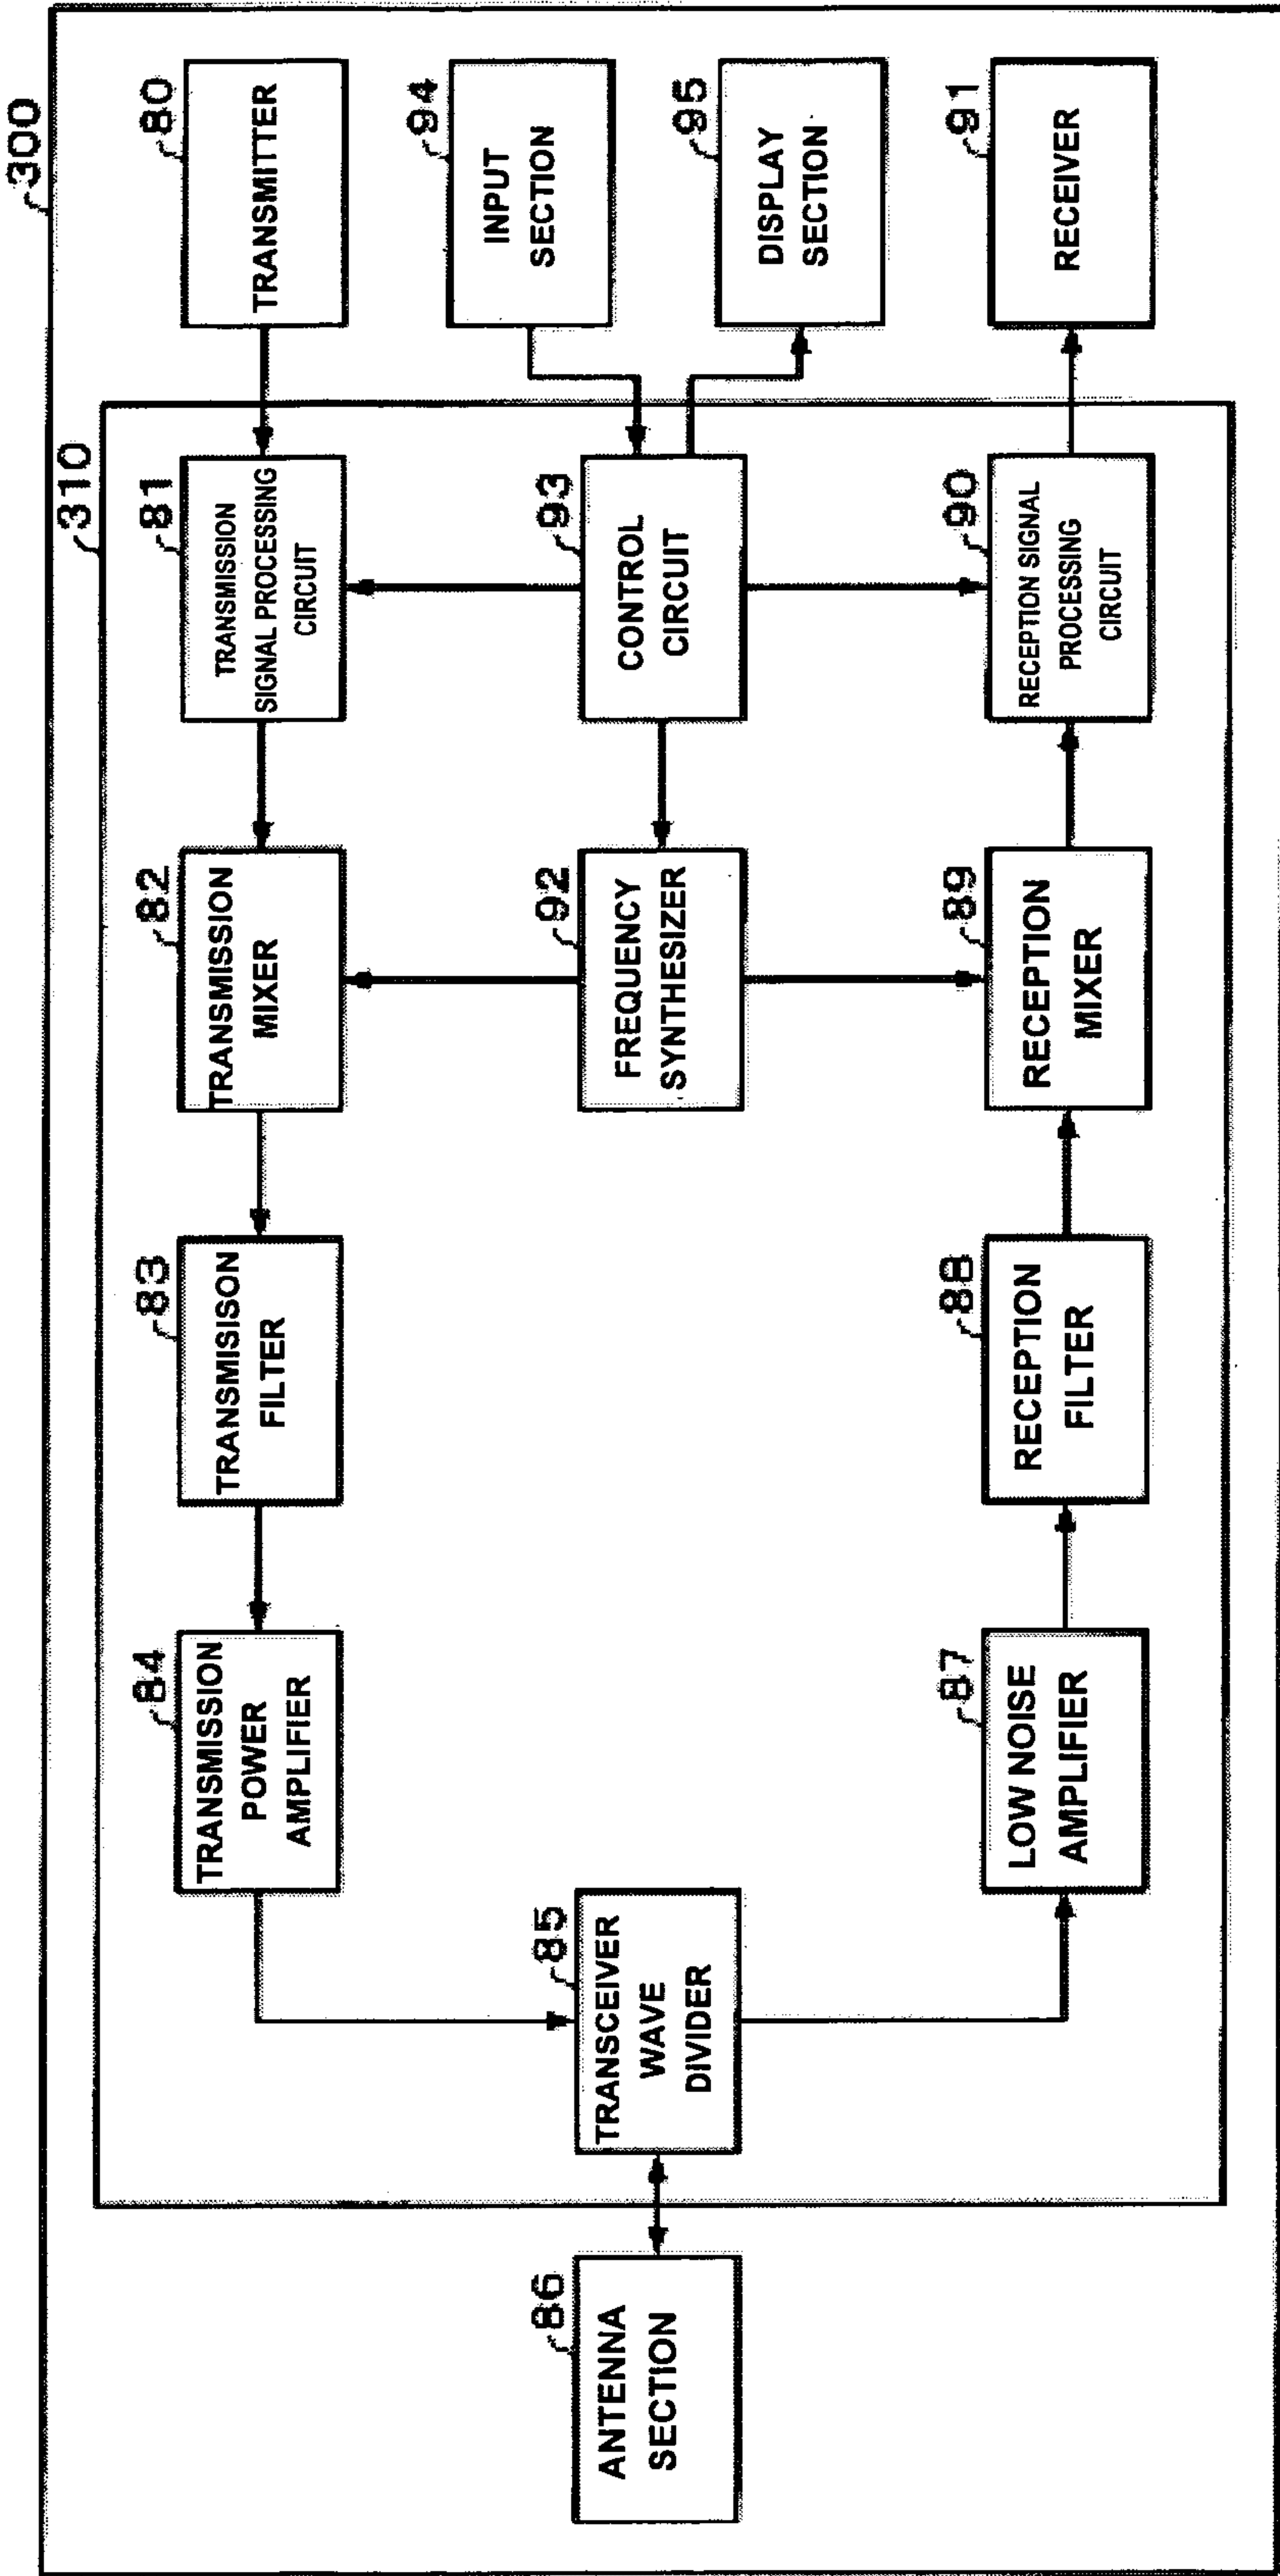 300
310
86
ANTENNA
SECTION
85
TRANSCEIVER
WAVE
DIVIDER
84
TRANSMISSION
POWER
AMPLIFIER
83
TRANSMISISON
FILTER
82
TRANSMISSION
MIXER
81
TRANSMISSION
SIGNAL PROCESSING
CIRCUIT
80
TRANSMITTER
92
FREQUENCY
SYNTHESIZER
93
CONTROL
CIRCUIT
94
INPUT
SECTION
95
DISPLAY
SECTION
87
LOW NOISE
AMPLIFIER
88
RECEPTION
FILTER
89
RECEPTION
MIXER
90
RECEPTION SIGNAL
PROCESSING
CIRCUIT
91
RECEIVER